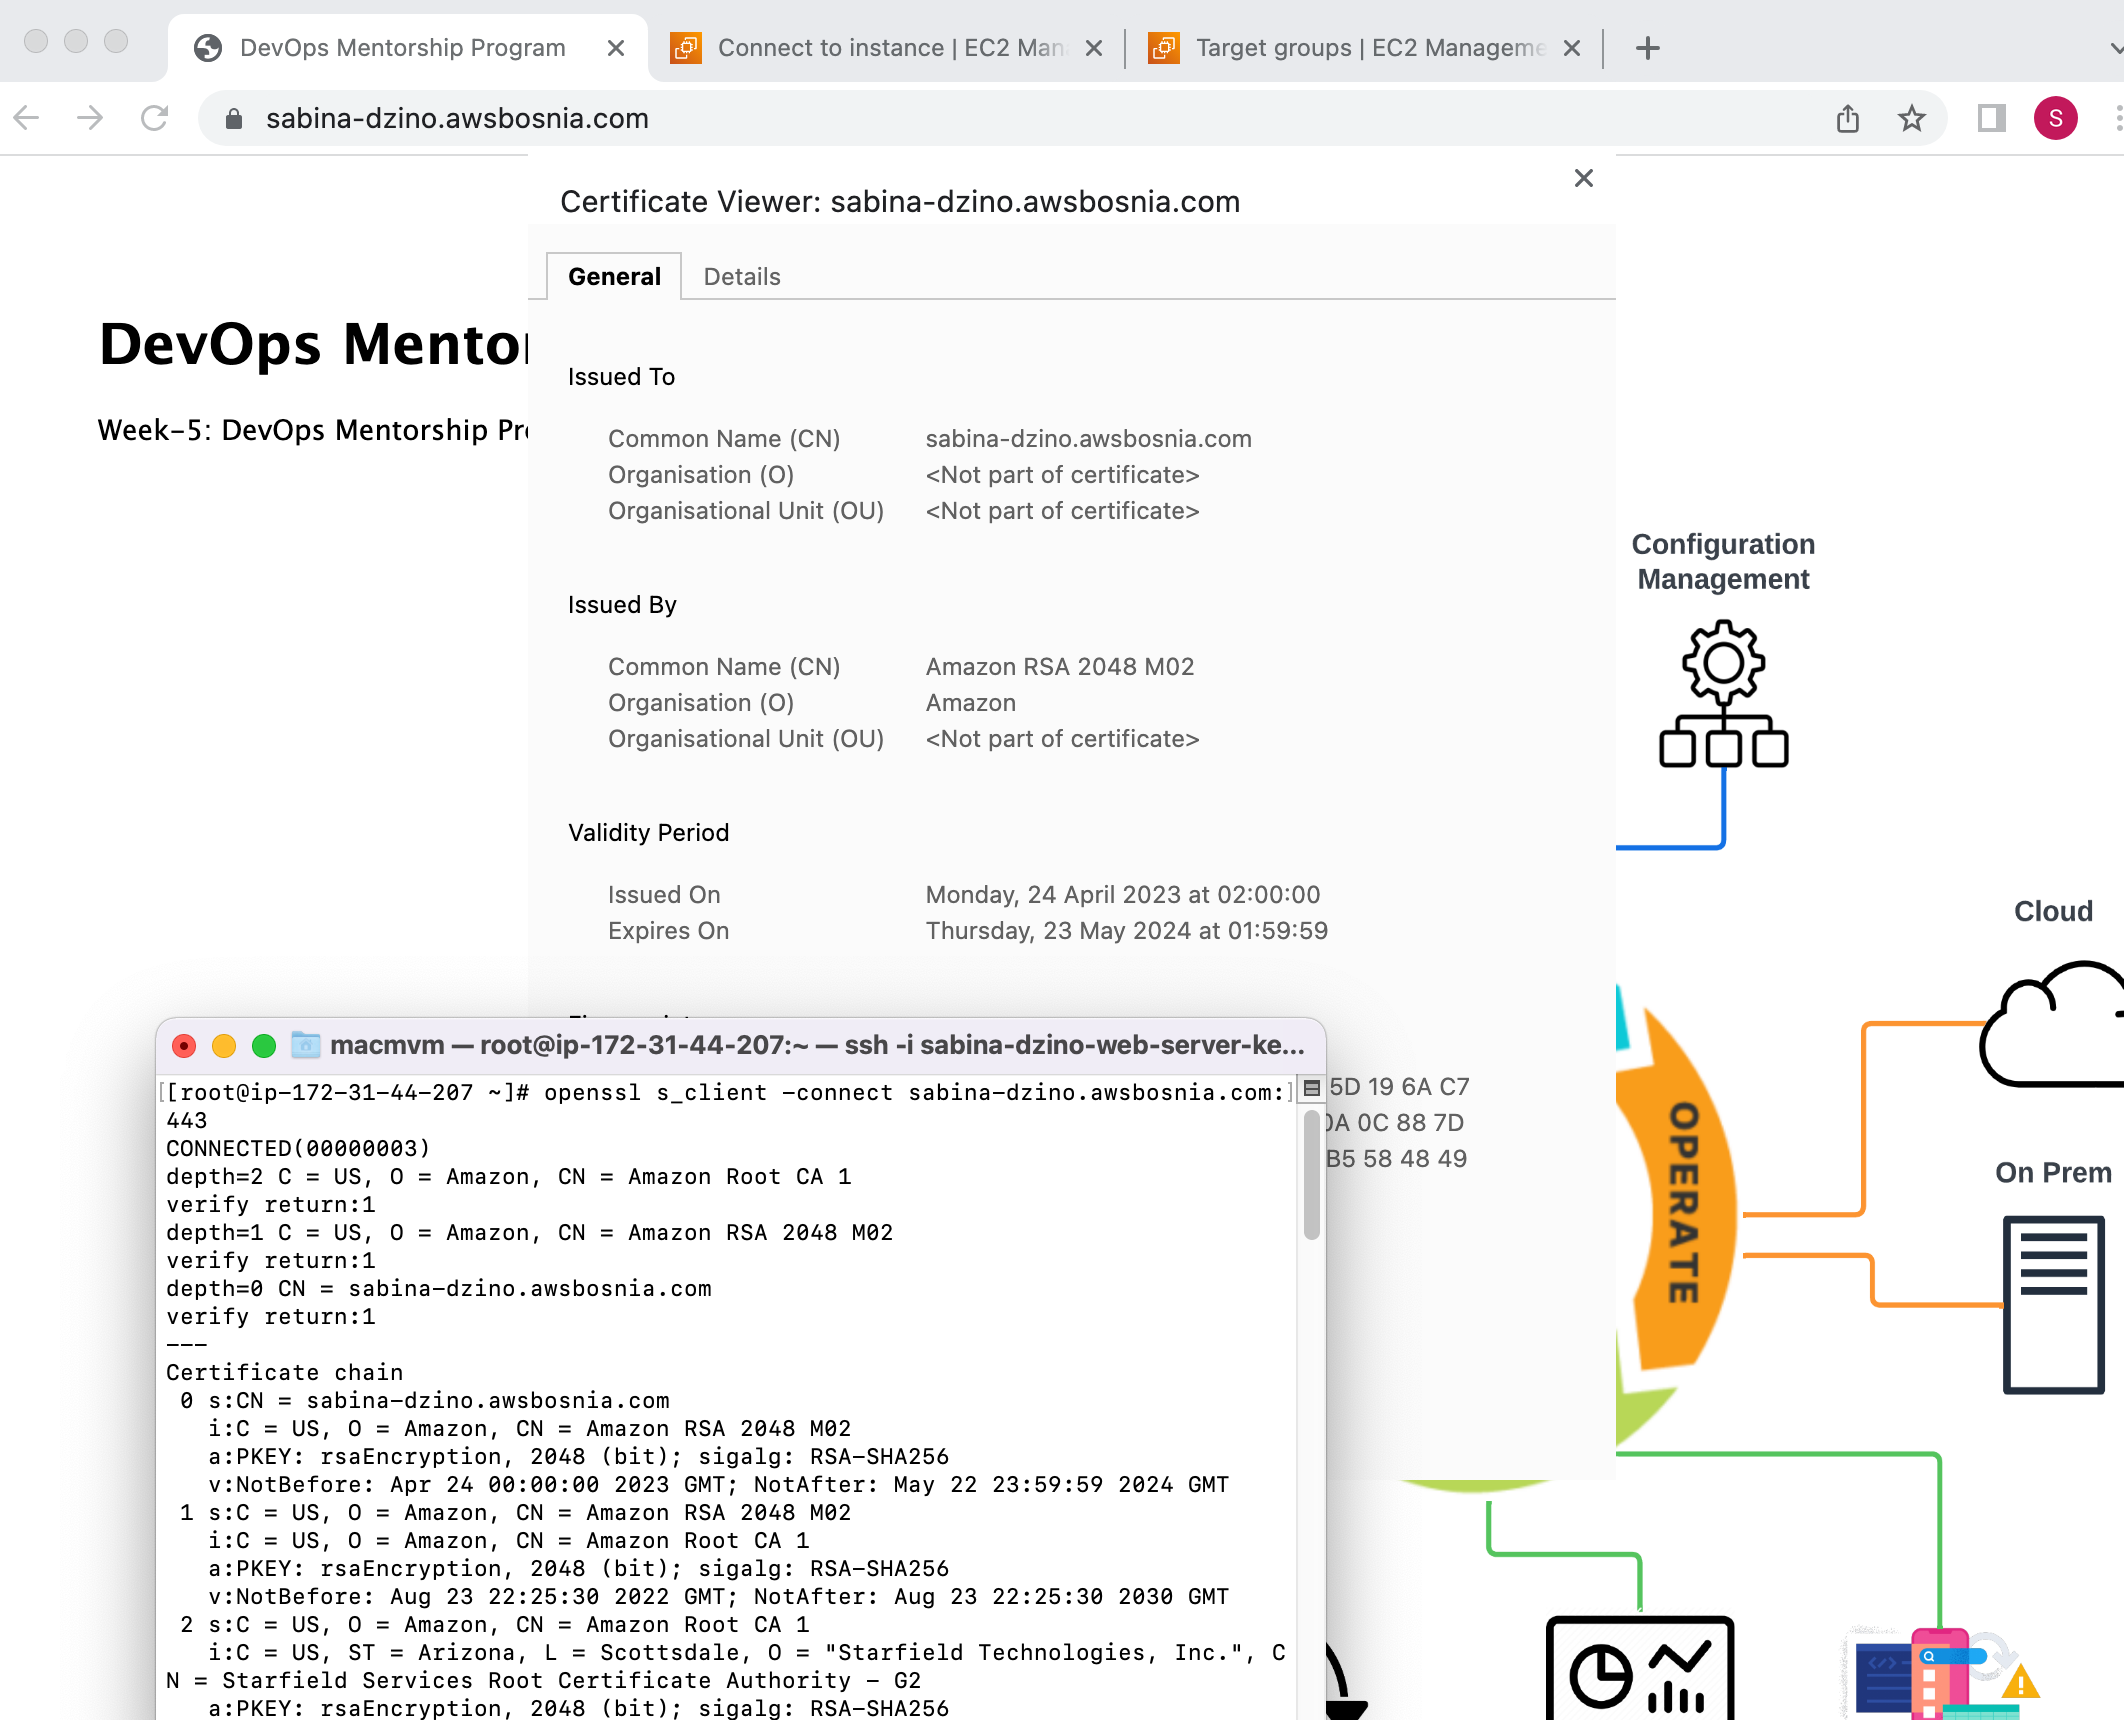 DevOps Mentorship Program
Connect to instance | EC2 Man
Target groups | EC2 Manageme
sabina-dzino.awsbosnia.com
S
Certificate Viewer: sabina-dzino.awsbosnia.com
General Details
DevOps Mentor
Week-5: DevOps Mentorship Pro
Issued To
Common Name (CN) sabina-dzino.awsbosnia.com
Organisation (O) <Not part of certificate>
Organisational Unit (OU) <Not part of certificate>
Issued By
Common Name (CN) Amazon RSA 2048 M02
Organisation (O) Amazon
Organisational Unit (OU) <Not part of certificate>
Validity Period
Issued On Monday, 24 April 2023 at 02:00:00
Expires On Thursday, 23 May 2024 at 01:59:59
5D 19 6A C7
0A 0C 88 7D
B5 58 48 49
Configuration
Management
Cloud
On Prem
OPERATE
macmvm — root@ip-172-31-44-207:~ — ssh -i sabina-dzino-web-server-ke...
[[root@ip-172-31-44-207 ~]# openssl s_client -connect sabina-dzino.awsbosnia.com:]
443
CONNECTED(00000003)
depth=2 C = US, O = Amazon, CN = Amazon Root CA 1
verify return:1
depth=1 C = US, O = Amazon, CN = Amazon RSA 2048 M02
verify return:1
depth=0 CN = sabina-dzino.awsbosnia.com
verify return:1
---
Certificate chain
0 s:CN = sabina-dzino.awsbosnia.com
i:C = US, O = Amazon, CN = Amazon RSA 2048 M02
a:PKEY: rsaEncryption, 2048 (bit); sigalg: RSA-SHA256
v:NotBefore: Apr 24 00:00:00 2023 GMT; NotAfter: May 22 23:59:59 2024 GMT
1 s:C = US, O = Amazon, CN = Amazon RSA 2048 M02
i:C = US, O = Amazon, CN = Amazon Root CA 1
a:PKEY: rsaEncryption, 2048 (bit); sigalg: RSA-SHA256
v:NotBefore: Aug 23 22:25:30 2022 GMT; NotAfter: Aug 23 22:25:30 2030 GMT
2 s:C = US, O = Amazon, CN = Amazon Root CA 1
i:C = US, ST = Arizona, L = Scottsdale, O = "Starfield Technologies, Inc.", C
N = Starfield Services Root Certificate Authority - G2
a:PKEY: rsaEncryption, 2048 (bit); sigalg: RSA-SHA256